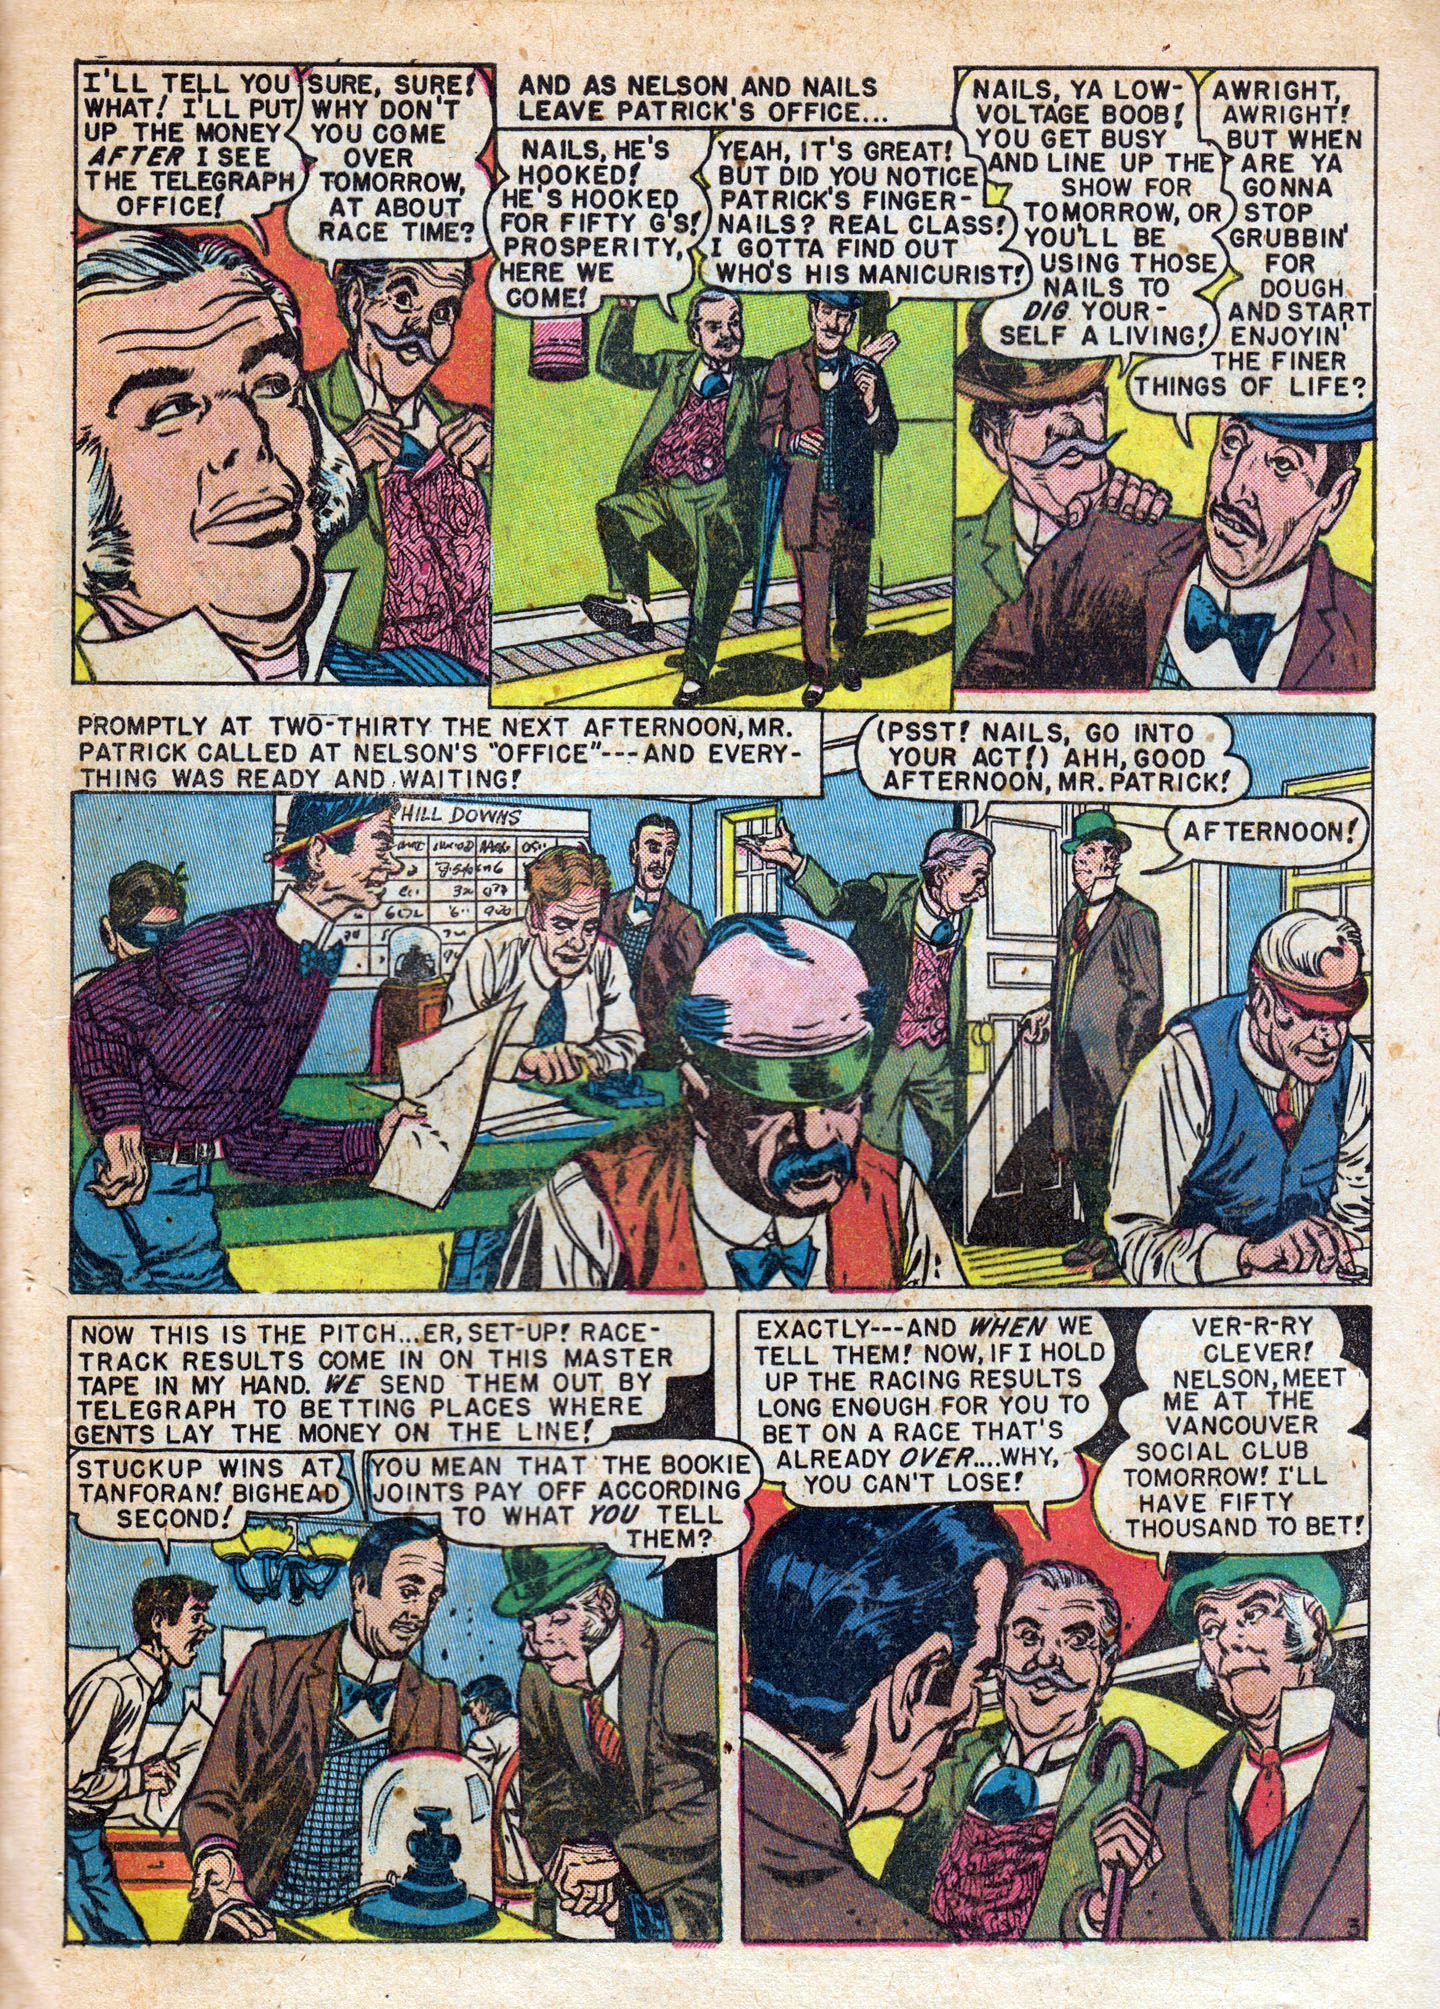 I'LL TELL YOU
WHAT! I'LL PUT
UP THE MONEY
AFTER I SEE
THE TELEGRAPH
OFFICE!
SURE, SURE!
WHY DON'T
YOU COME
OVER
TOMORROW,
AT ABOUT
RACE TIME?
AND AS NELSON AND NAILS
LEAVE PATRICK'S OFFICE...
NAILS, HE'S
HOOKED!
HE'S HOOKED
FOR FIFTY G'S!
PROSPERITY,
HERE WE
COME!
YEAH, IT'S GREAT!
BUT DID YOU NOTICE
PATRICK'S FINGER-
NAILS? REAL CLASS!
I GOTTA FIND OUT
WHO'S HIS MANICURIST!
NAILS, YA LOW-
VOLTAGE BOOB!
YOU GET BUSY
AND LINE UP THE
SHOW FOR
TOMORROW, OR
YOU'LL BE
USING THOSE
NAILS TO
DIG YOUR-
SELF A LIVING!
AWRIGHT,
AWRIGHT!
BUT WHEN
ARE YA
GONNA
STOP
GRUBBIN'
FOR
DOUGH
AND START
ENJOYIN'
THE FINER
THINGS OF LIFE?
PROMPTLY AT TWO-THIRTY THE NEXT AFTERNOON, MR.
PATRICK CALLED AT NELSON'S "OFFICE"---AND EVERY-
THING WAS READY AND WAITING!
(PSST! NAILS, GO INTO
YOUR ACT!) AHH, GOOD
AFTERNOON, MR. PATRICK!
AFTERNOON!
HILL DOWNS
NOW THIS IS THE PITCH...ER, SET-UP! RACE-
TRACK RESULTS COME IN ON THIS MASTER
TAPE IN MY HAND. WE SEND THEM OUT BY
TELEGRAPH TO BETTING PLACES WHERE
GENTS LAY THE MONEY ON THE LINE!
STUCKUP WINS AT
TANFORAN! BIGHEAD
SECOND!
YOU MEAN THAT THE BOOKIE
JOINTS PAY OFF ACCORDING
TO WHAT YOU TELL
THEM?
EXACTLY---AND WHEN WE
TELL THEM! NOW, IF I HOLD
UP THE RACING RESULTS
LONG ENOUGH FOR YOU TO
BET ON A RACE THAT'S
ALREADY OVER....WHY,
YOU CAN'T LOSE!
VER-R-RY
CLEVER!
NELSON, MEET
ME AT THE
VANCOUVER
SOCIAL CLUB
TOMORROW! I'LL
HAVE FIFTY
THOUSAND TO BET!
3